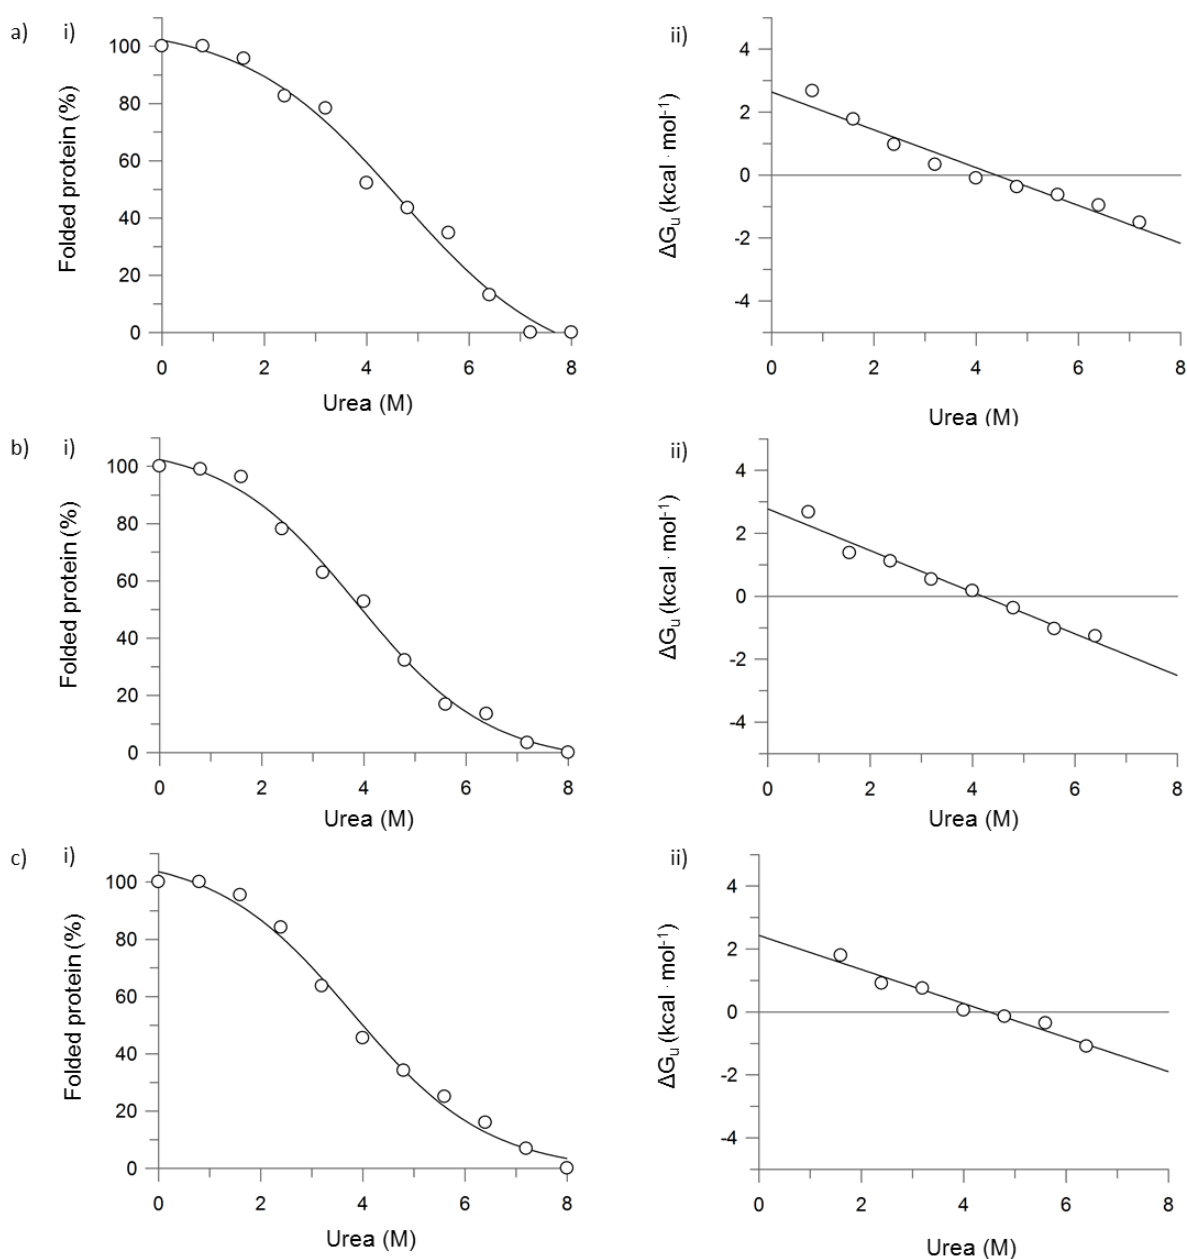 a) i) ii)
Folded protein (%)
100
80
60
40
20
0
0 2 4 6 8
Urea (M)
ΔGᵤ (kcal · mol⁻¹)
4
2
0
-2
-4
0 2 4 6 8
Urea (M)
b) i) ii)
Folded protein (%)
100
80
60
40
20
0
0 2 4 6 8
Urea (M)
ΔGᵤ (kcal · mol⁻¹)
4
2
0
-2
-4
0 2 4 6 8
Urea (M)
c) i) ii)
Folded protein (%)
100
80
60
40
20
0
0 2 4 6 8
Urea (M)
ΔGᵤ (kcal · mol⁻¹)
4
2
0
-2
-4
0 2 4 6 8
Urea (M)